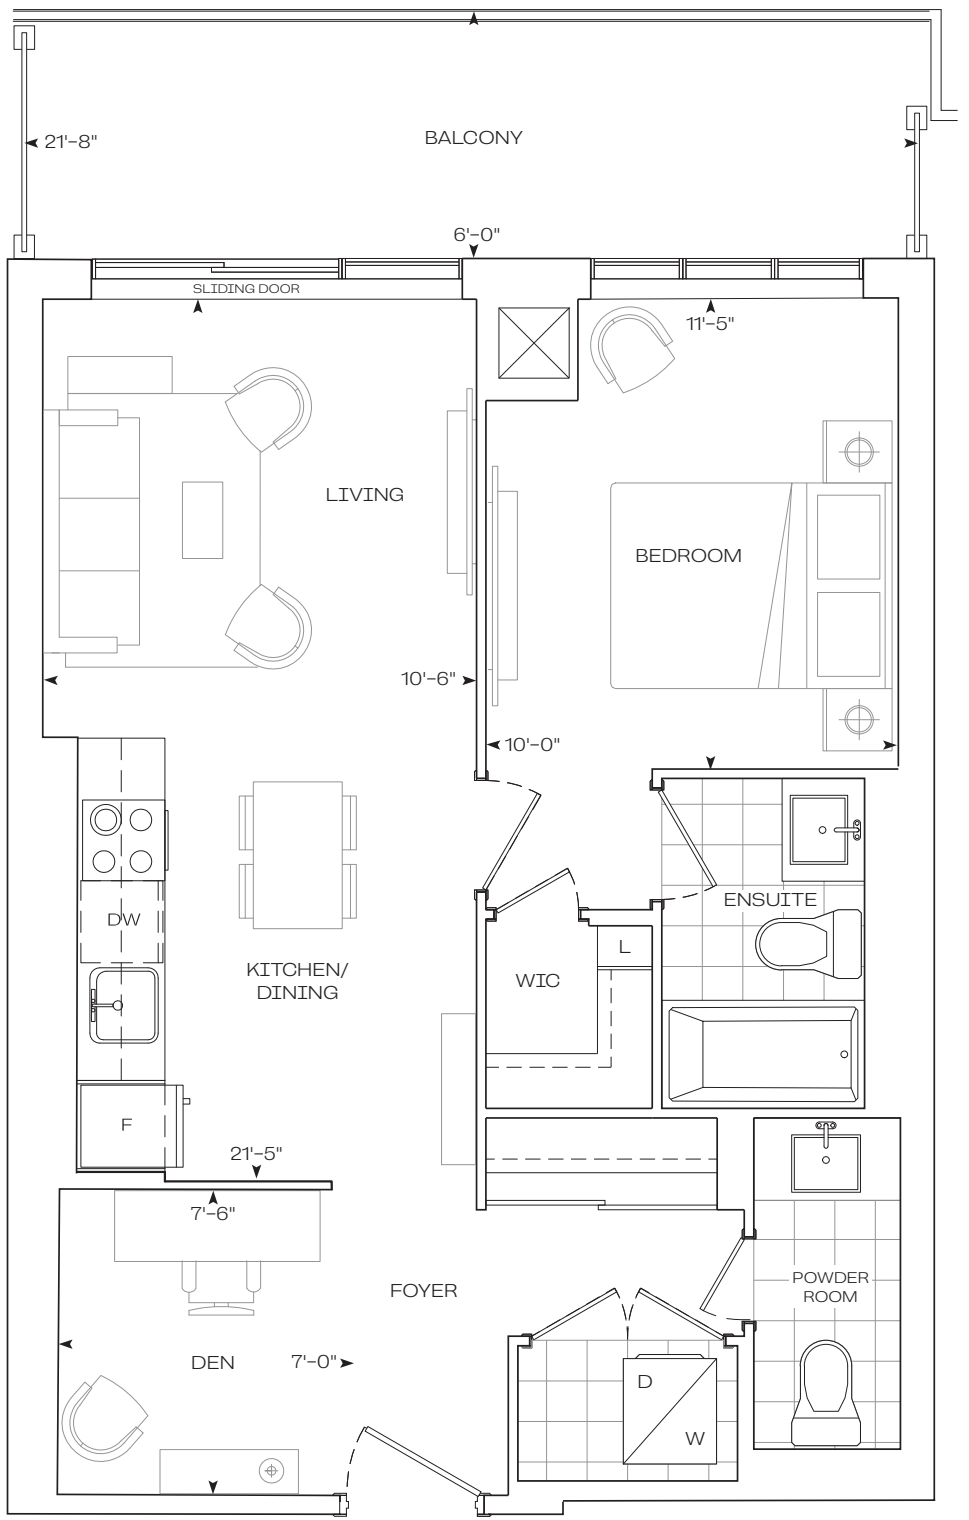 21'-8"
BALCONY
6'-0"
SLIDING DOOR
11'-5"
LIVING
BEDROOM
10'-6"
10'-0"
ENSUITE
DW
L
KITCHEN/
DINING
WIC
F
21'-5"
7'-6"
FOYER
POWDER
ROOM
DEN
7'-0"
D
W